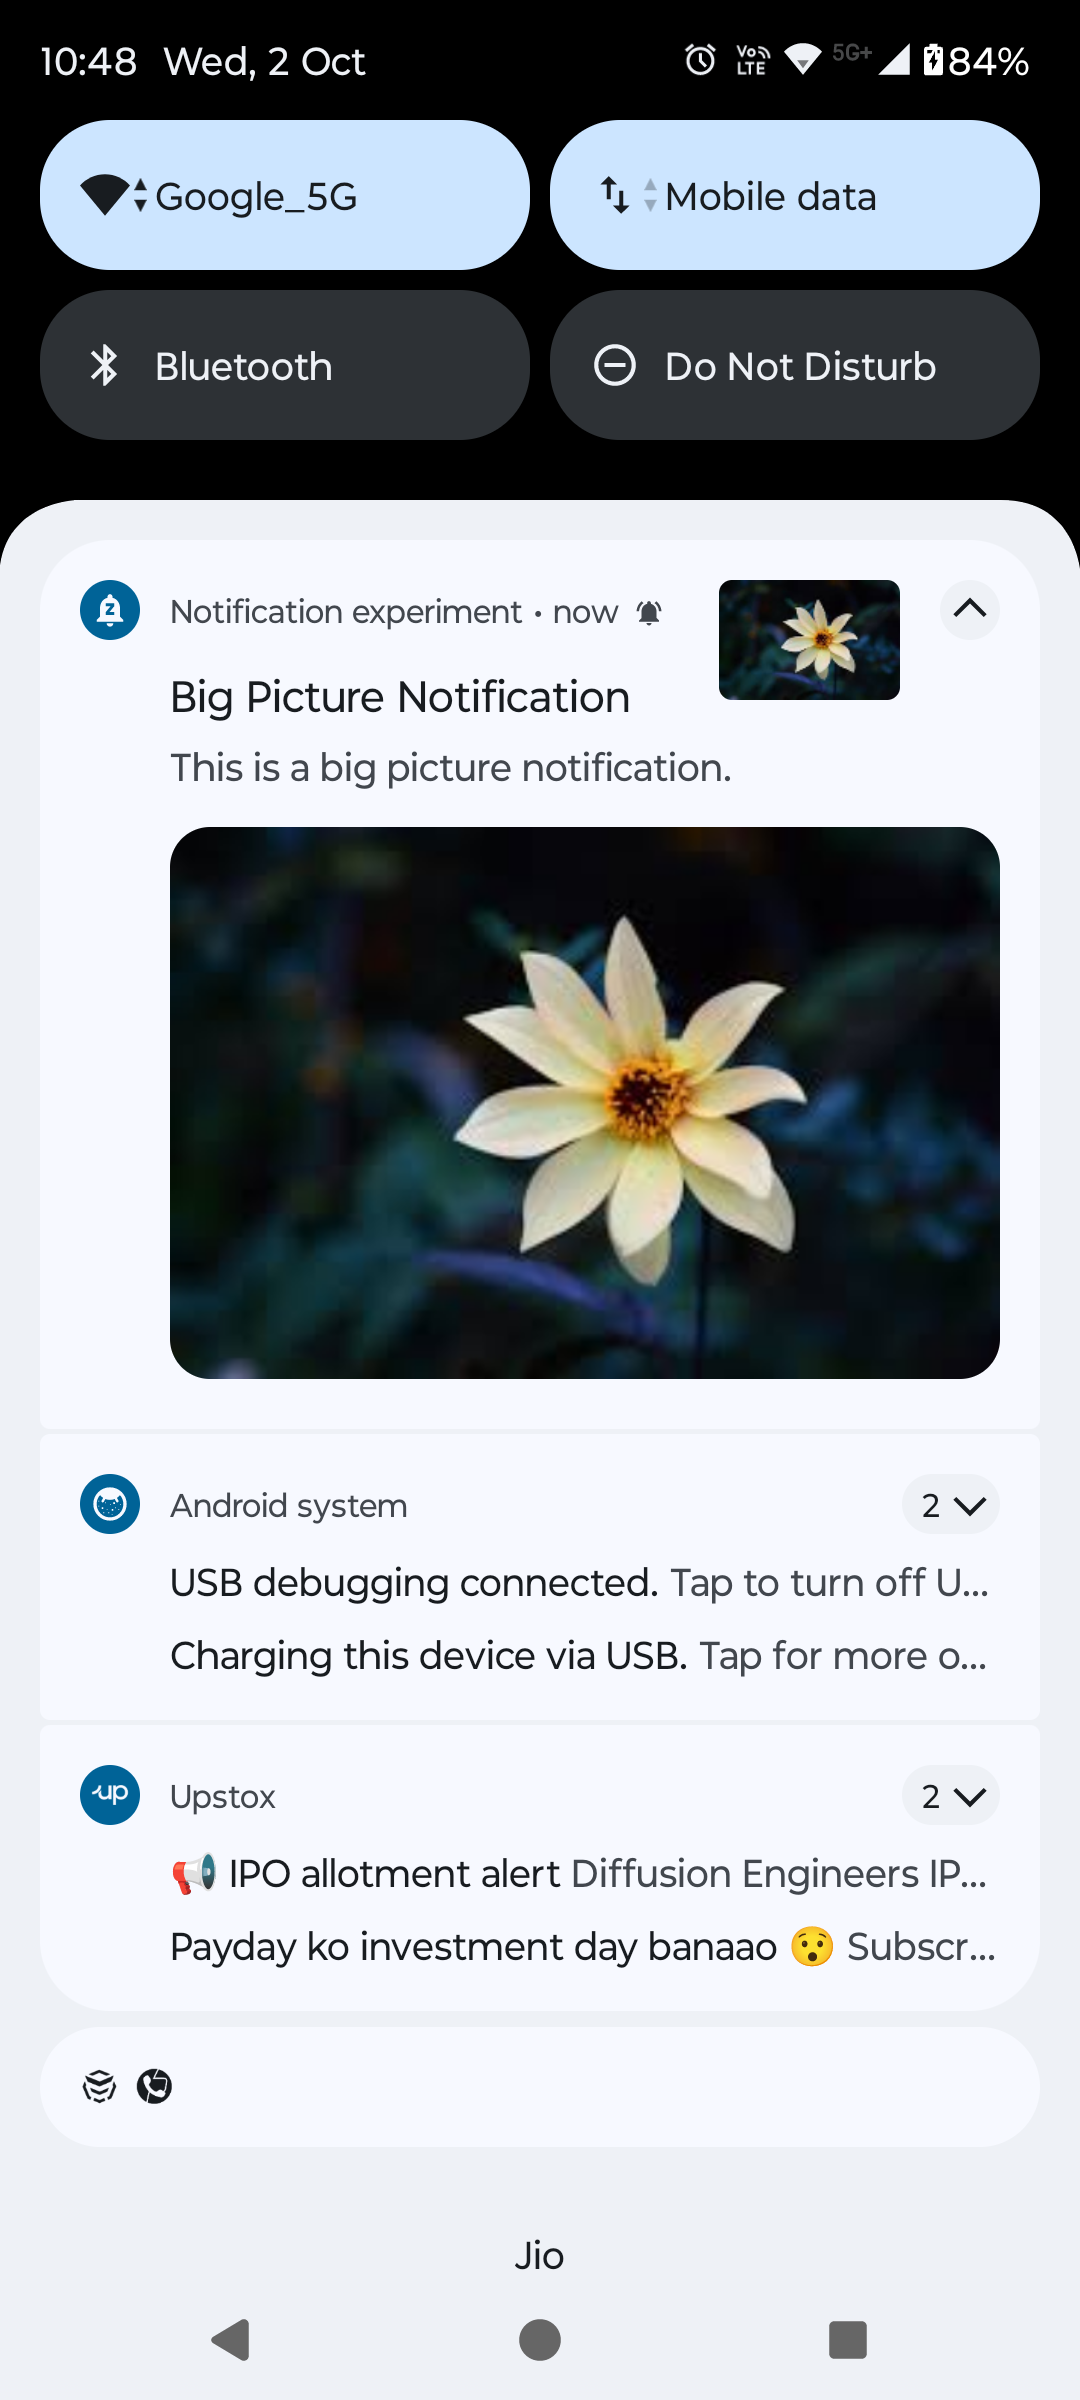 10:48 Wed, 2 Oct
Vo LTE 5G+ 84%
Google_5G
Mobile data
Bluetooth
Do Not Disturb
Notification experiment • now
Big Picture Notification
This is a big picture notification.
Android system
2
USB debugging connected. Tap to turn off U...
Charging this device via USB. Tap for more o...
up
Upstox
2
📢 IPO allotment alert Diffusion Engineers IP...
Payday ko investment day banaao 😯 Subscr...
Jio